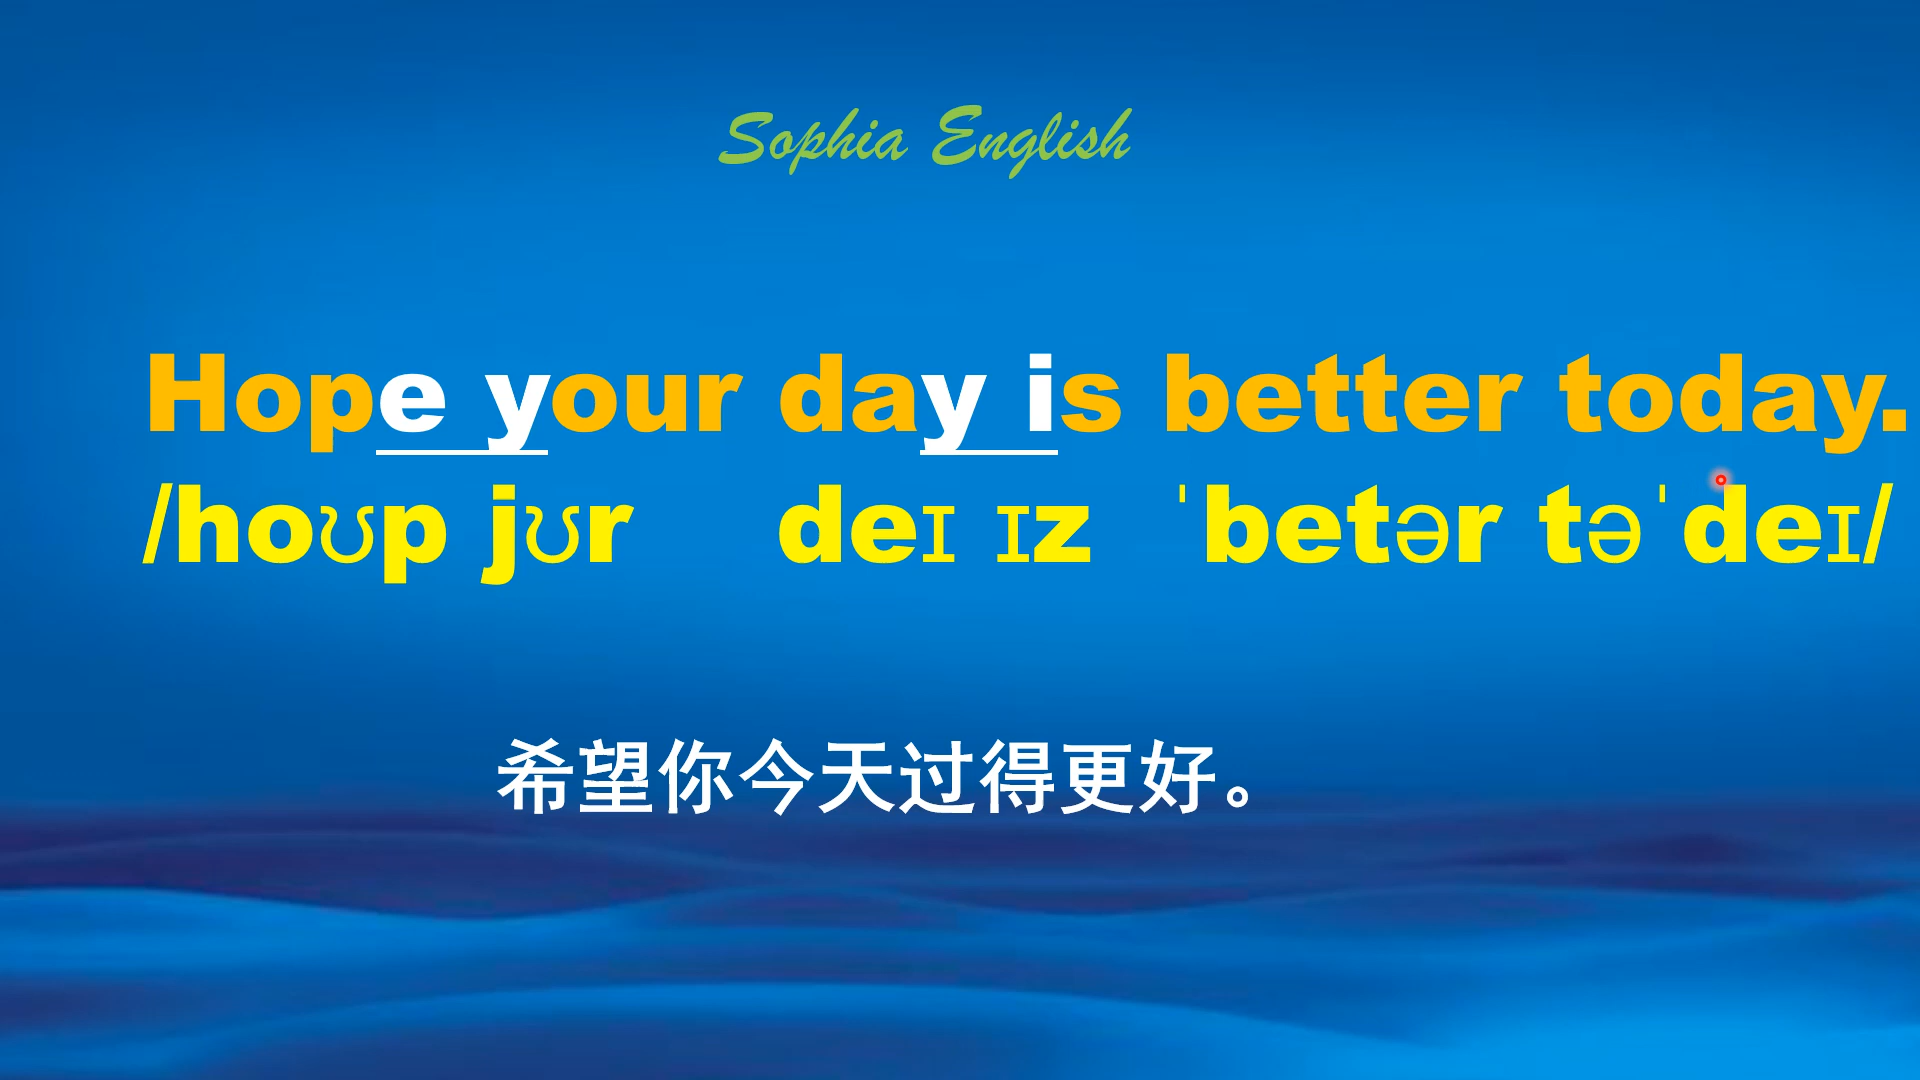 Sophia English
Hope your day is better today.
/hoʊp jʊr deɪ ɪz ˈbetər təˈdeɪ/
希望你今天过得更好。